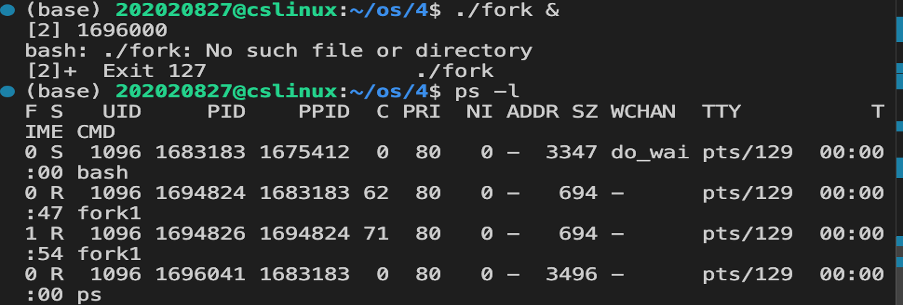 (base) 202020827@cslinux:~/os/4$ ./fork &
[2] 1696000
bash: ./fork: No such file or directory
[2]+  Exit 127                ./fork
(base) 202020827@cslinux:~/os/4$ ps -l
F S   UID     PID    PPID  C PRI  NI ADDR SZ WCHAN  TTY          T
IME CMD
0 S  1096 1683183 1675412  0  80   0 -  3347 do_wai pts/129  00:00
:00 bash
0 R  1096 1694824 1683183 62  80   0 -   694 -      pts/129  00:00
:47 fork1
1 R  1096 1694826 1694824 71  80   0 -   694 -      pts/129  00:00
:54 fork1
0 R  1096 1696041 1683183  0  80   0 -  3496 -      pts/129  00:00
:00 ps